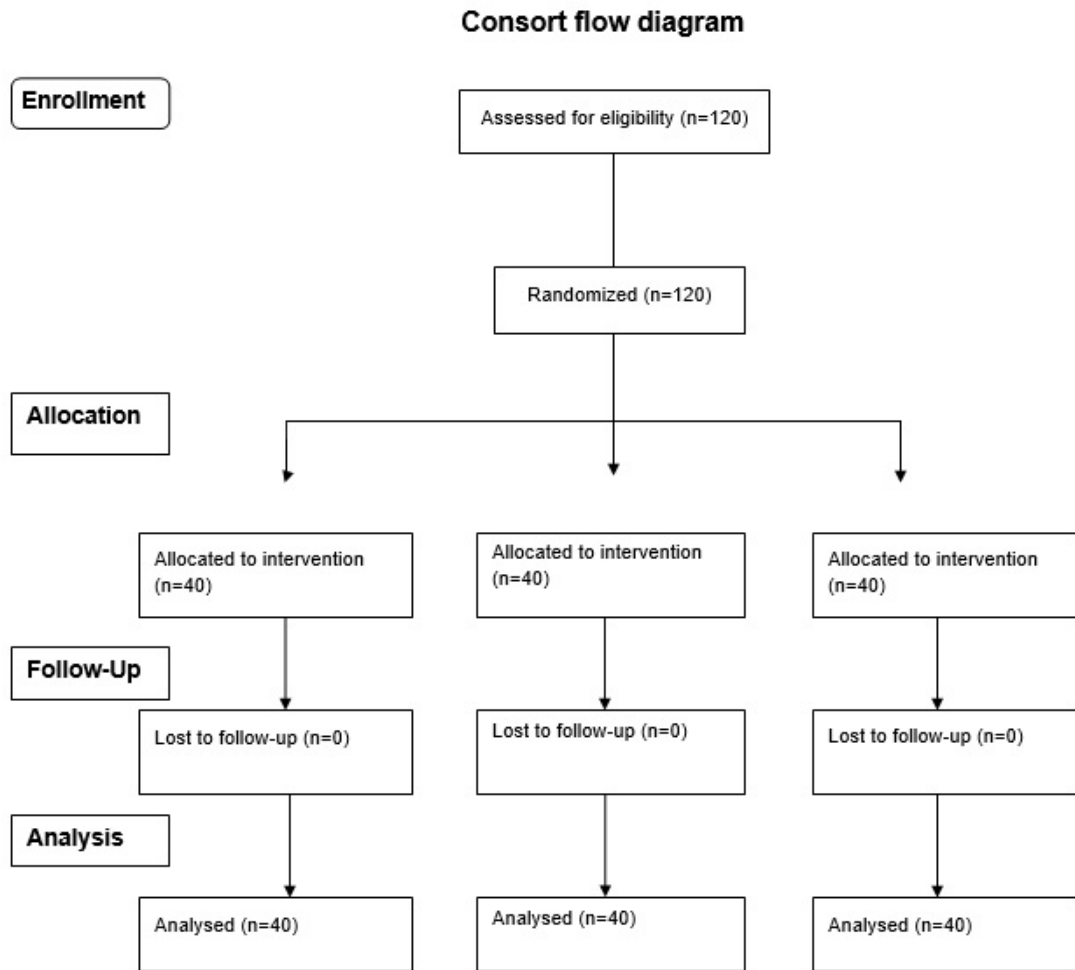 Consort flow diagram
Enrollment
Assessed for eligibility (n=120)
Randomized (n=120)
Allocation
Allocated to intervention
(n=40)
Allocated to intervention
(n=40)
Allocated to intervention
(n=40)
Follow-Up
Lost to follow-up (n=0)
Lost to follow-up (n=0)
Lost to follow-up (n=0)
Analysis
Analysed (n=40)
Analysed (n=40)
Analysed (n=40)